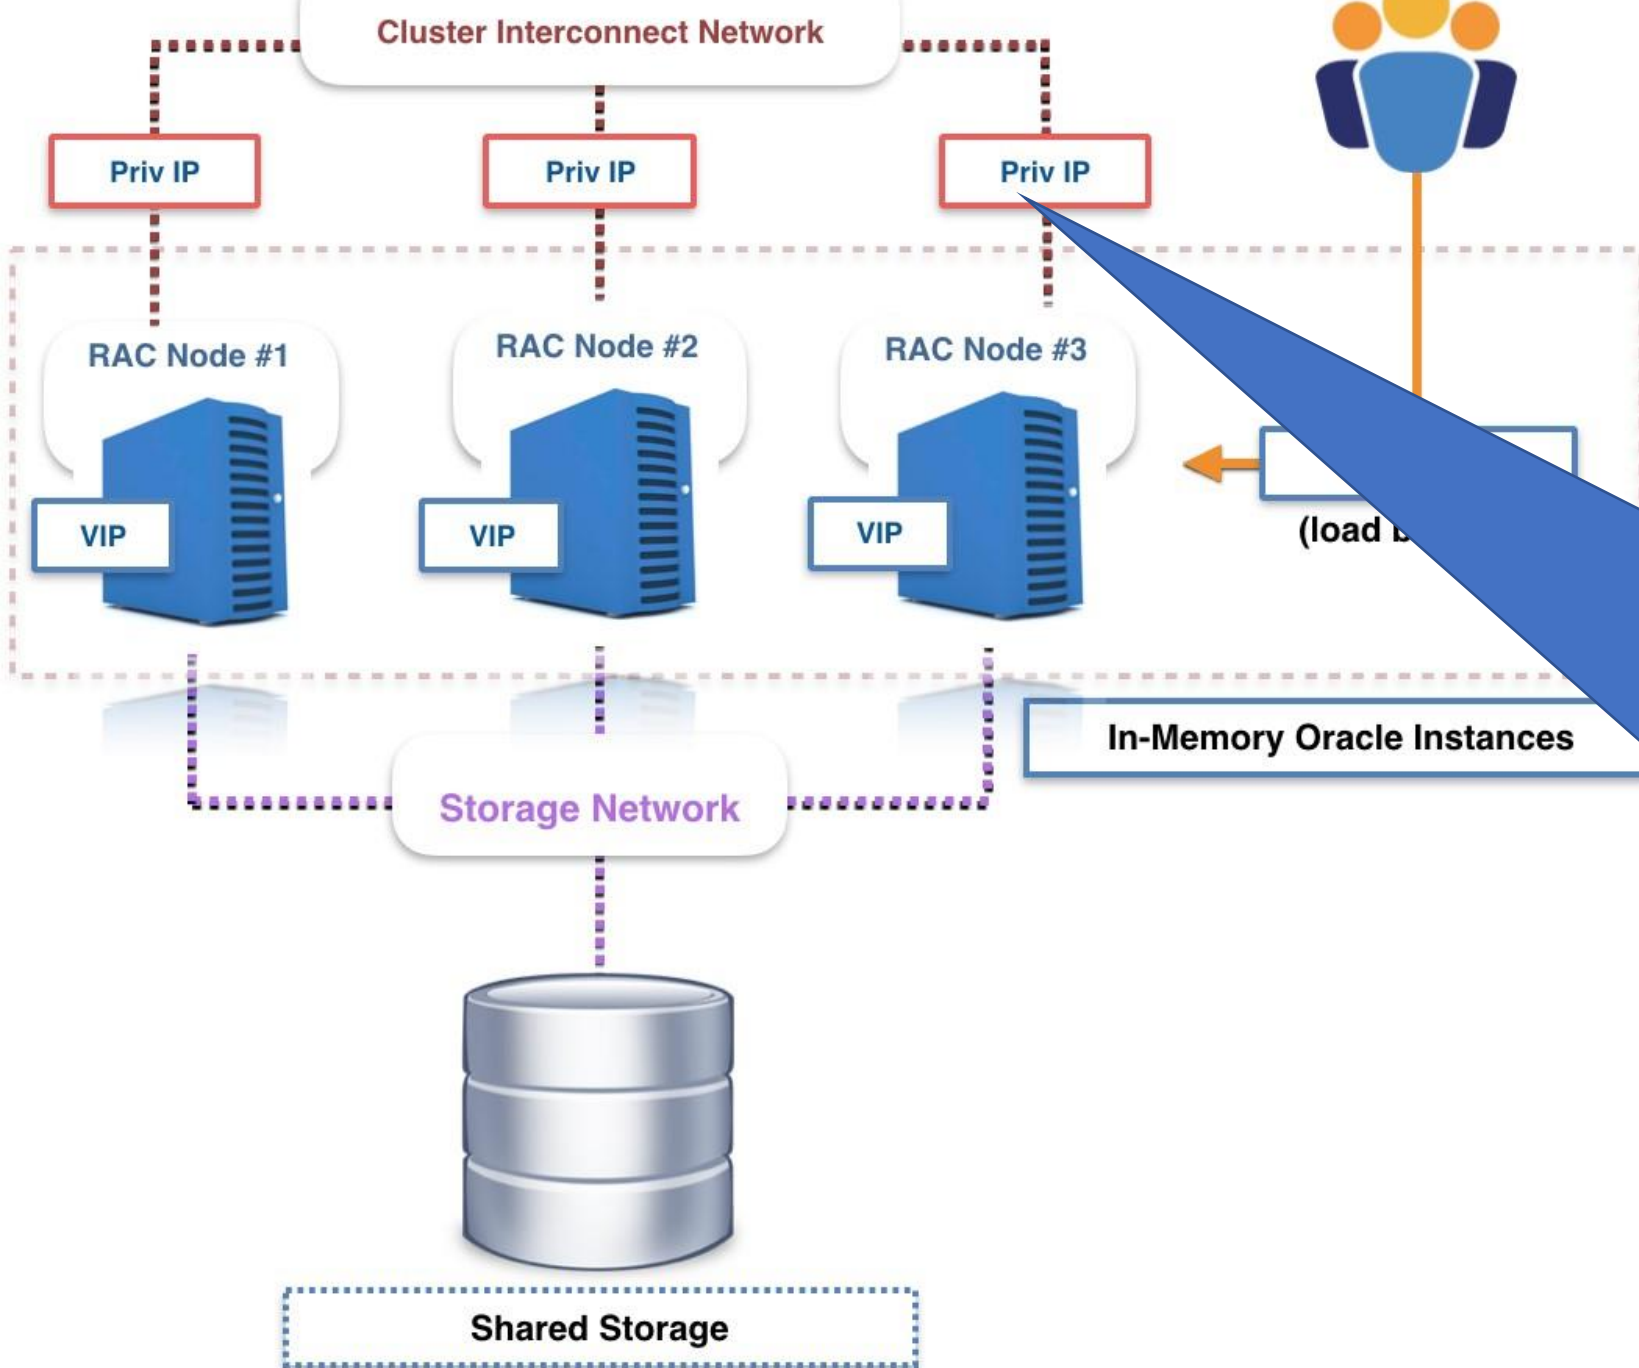 Cluster Interconnect Network
Priv IP
Priv IP
Priv IP
RAC Node #1
RAC Node #2
RAC Node #3
VIP
VIP
VIP
(load
In-Memory Oracle Instances
Storage Network
Shared Storage